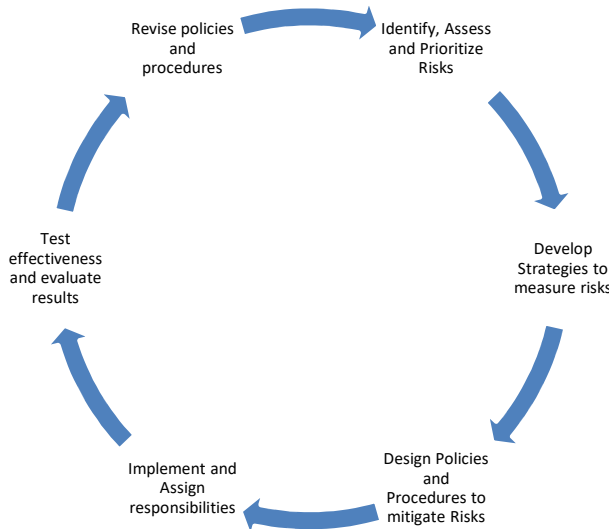 Revise policies
and
procedures
Identify, Assess
and Prioritize
Risks
Develop
Strategies to
measure risks
Design Policies
and
Procedures to
mitigate Risks
Implement and
Assign
responsibilities
Test
effectiveness
and evaluate
results